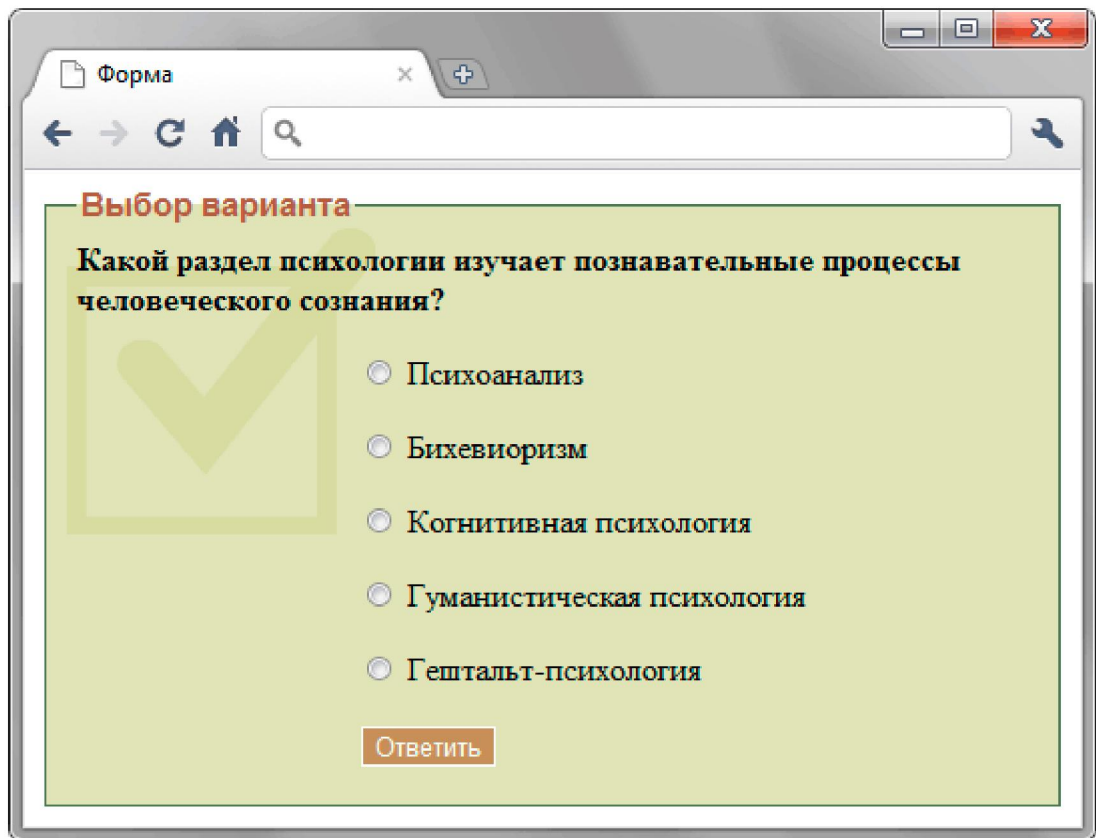 Форма
Выбор варианта
Какой раздел психологии изучает познавательные процессы
человеческого сознания?
Психоанализ
Бихевиоризм
Когнитивная психология
Гуманистическая психология
Гештальт-психология
Ответить